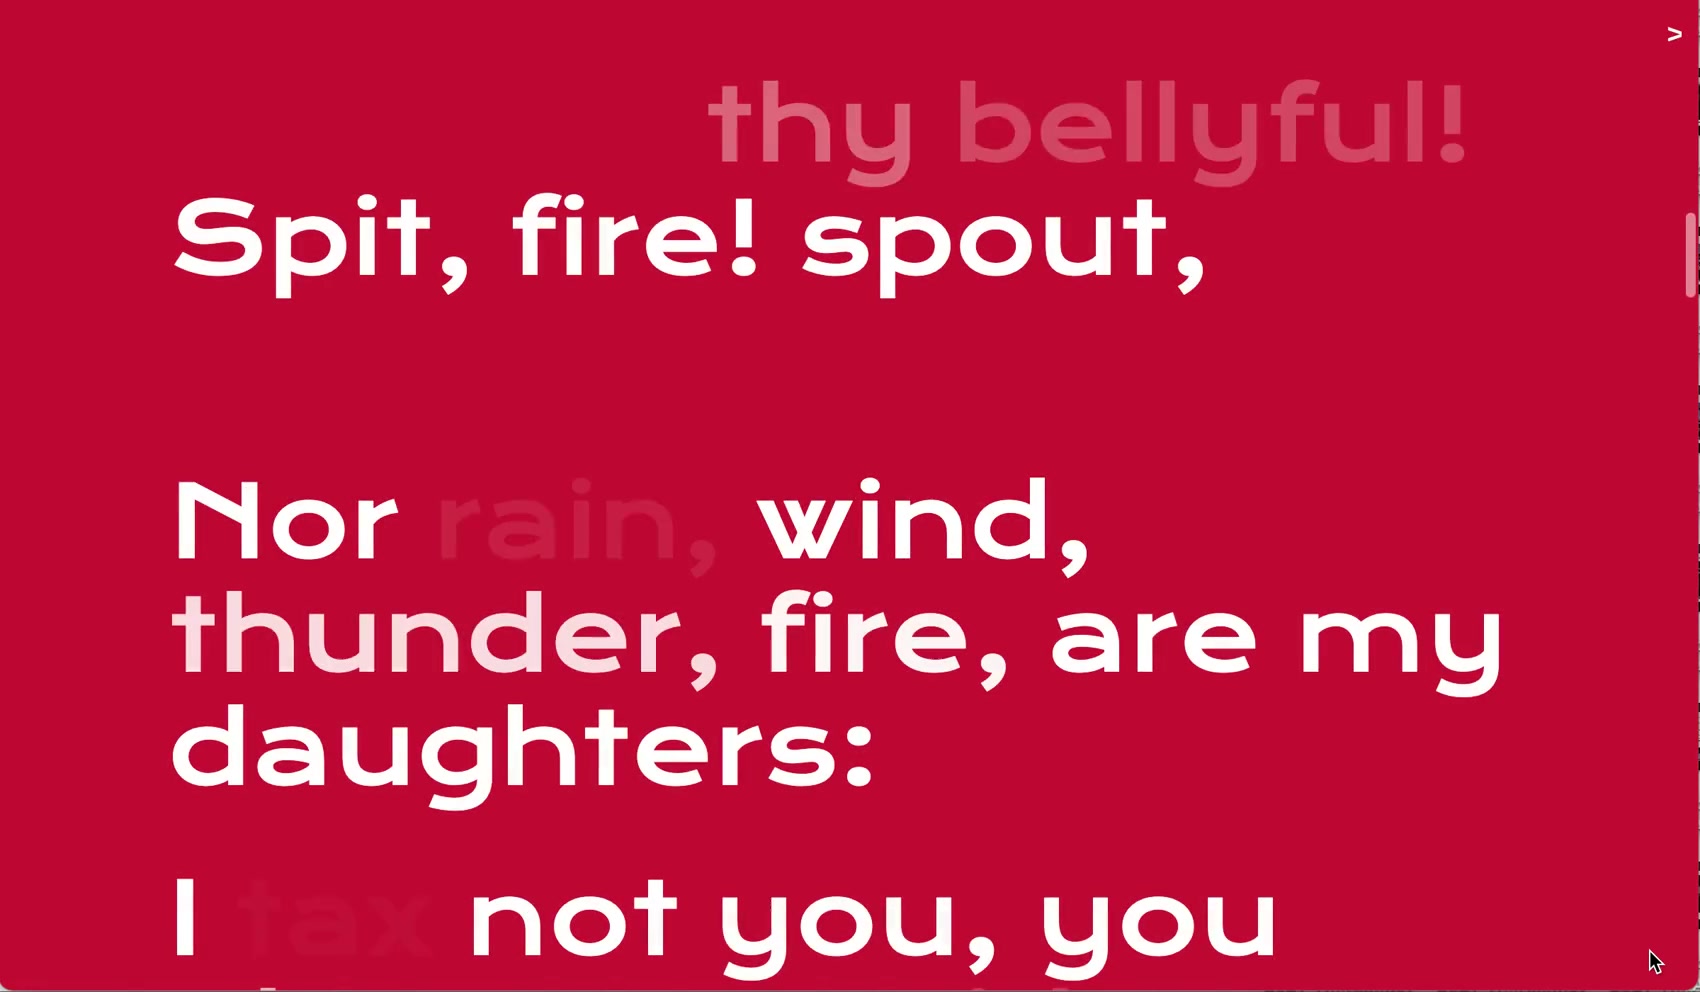 >
thy bellyful!
Spit, fire! spout,
Nor rain, wind,
thunder, fire, are my
daughters:
I tax not you, you